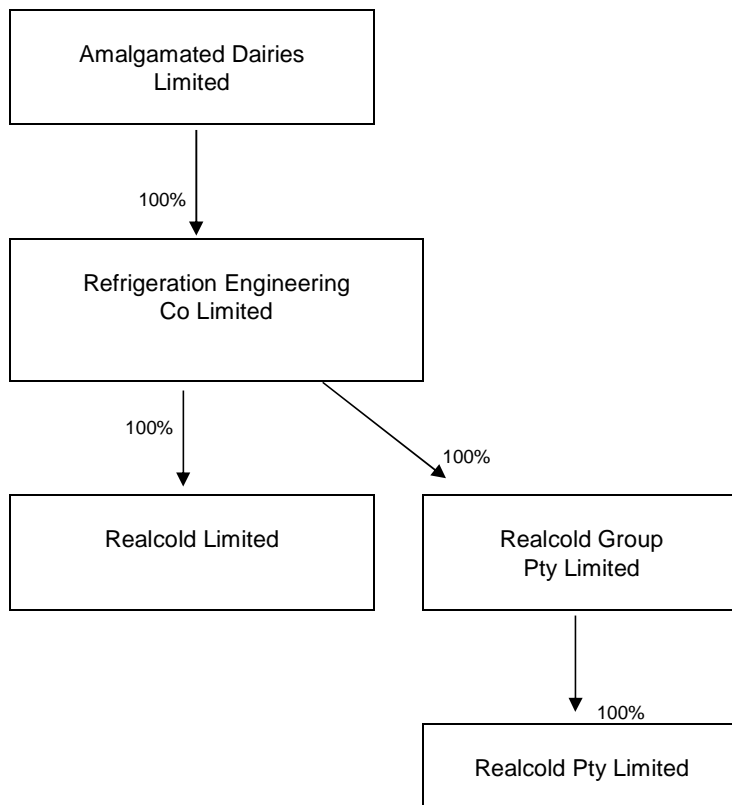 Amalgamated Dairies
Limited
100%
Refrigeration Engineering
Co Limited
100%
100%
Realcold Limited
Realcold Group
Pty Limited
100%
Realcold Pty Limited